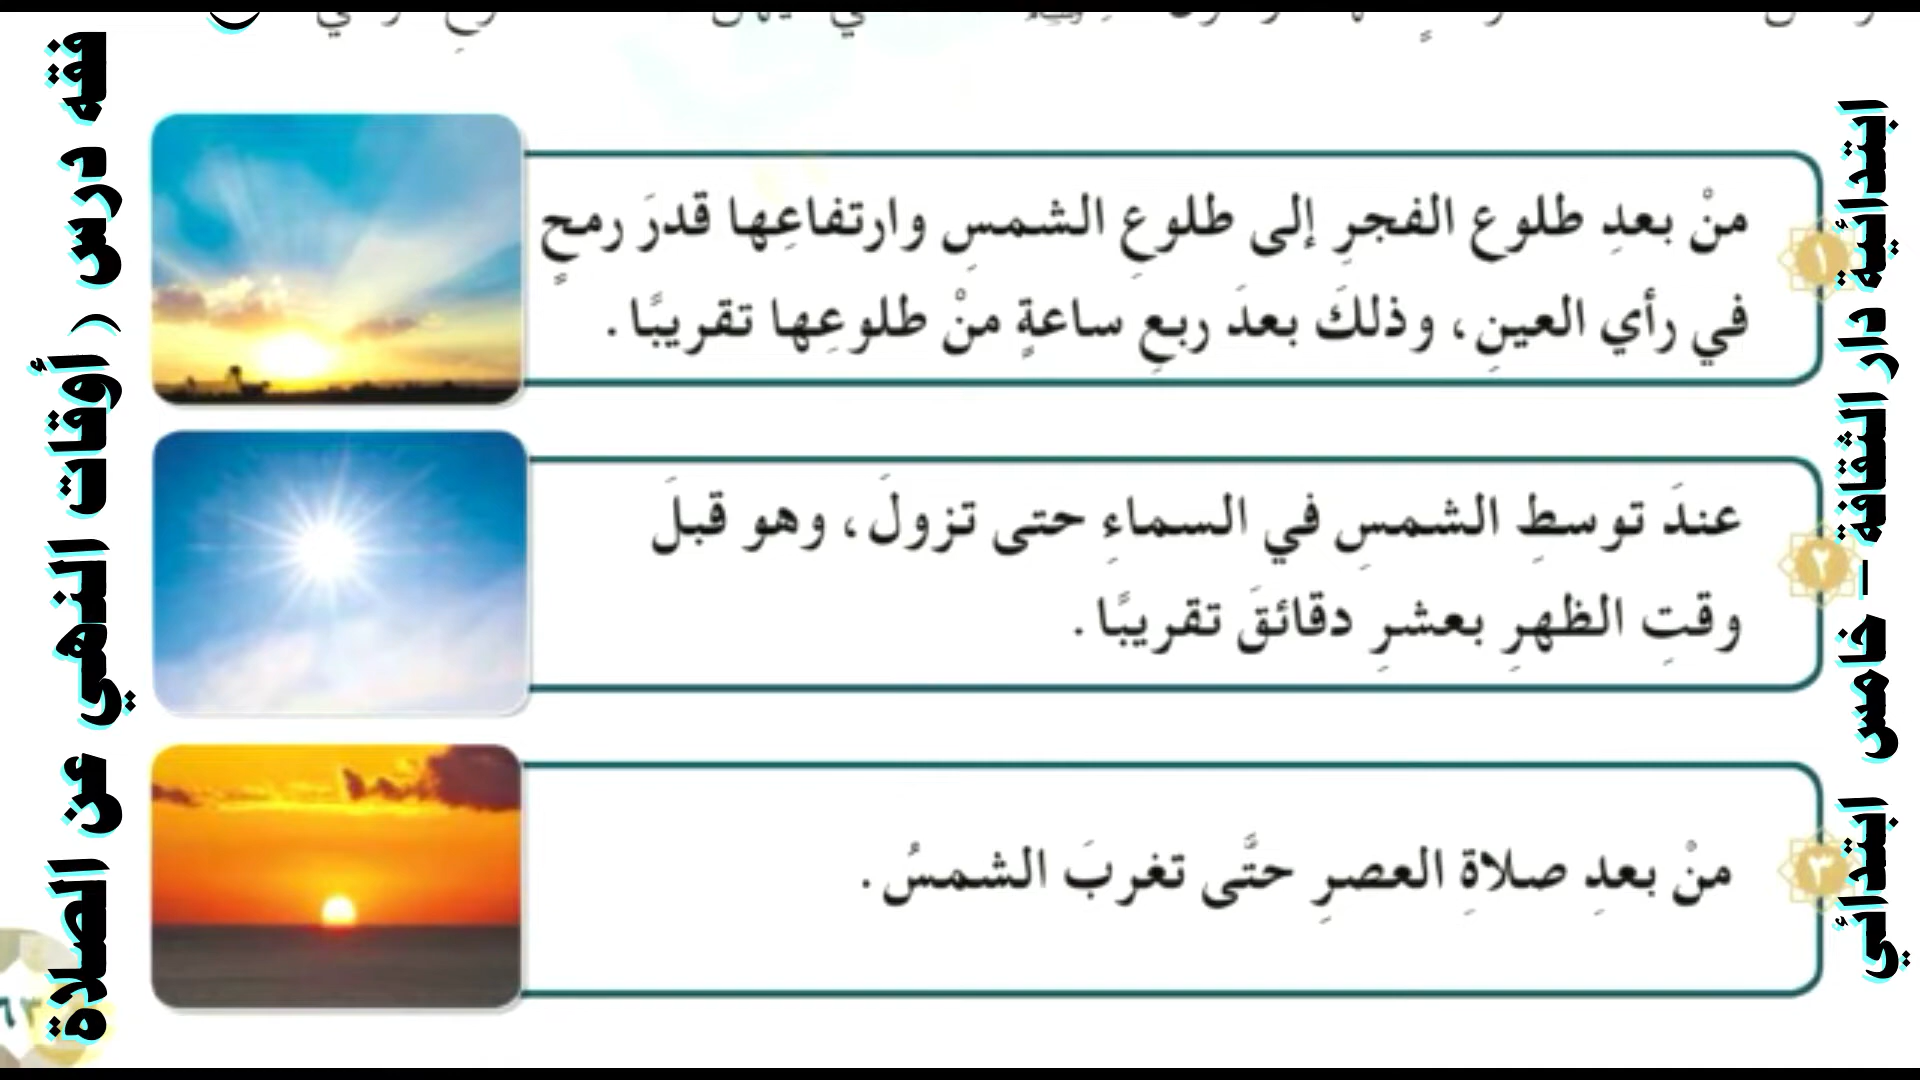 فقه درس ( أوقات النهي عن الصلاة
ابتدائية دار الثقافة - خامس ابتدائي
١
منْ بعدِ طلوعِ الفجرِ إلى طلوعِ الشمسِ وارتفاعِها قدرَ رمحٍ
في رأي العينِ، وذلكَ بعدَ ربعِ ساعةٍ منْ طلوعِها تقريبًا.
٢
عندَ توسطِ الشمسِ في السماءِ حتى تزولَ، وهو قبلَ
وقتِ الظهرِ بعشرِ دقائقَ تقريبًا.
٣
منْ بعدِ صلاةِ العصرِ حتَّى تغربَ الشمسُ.